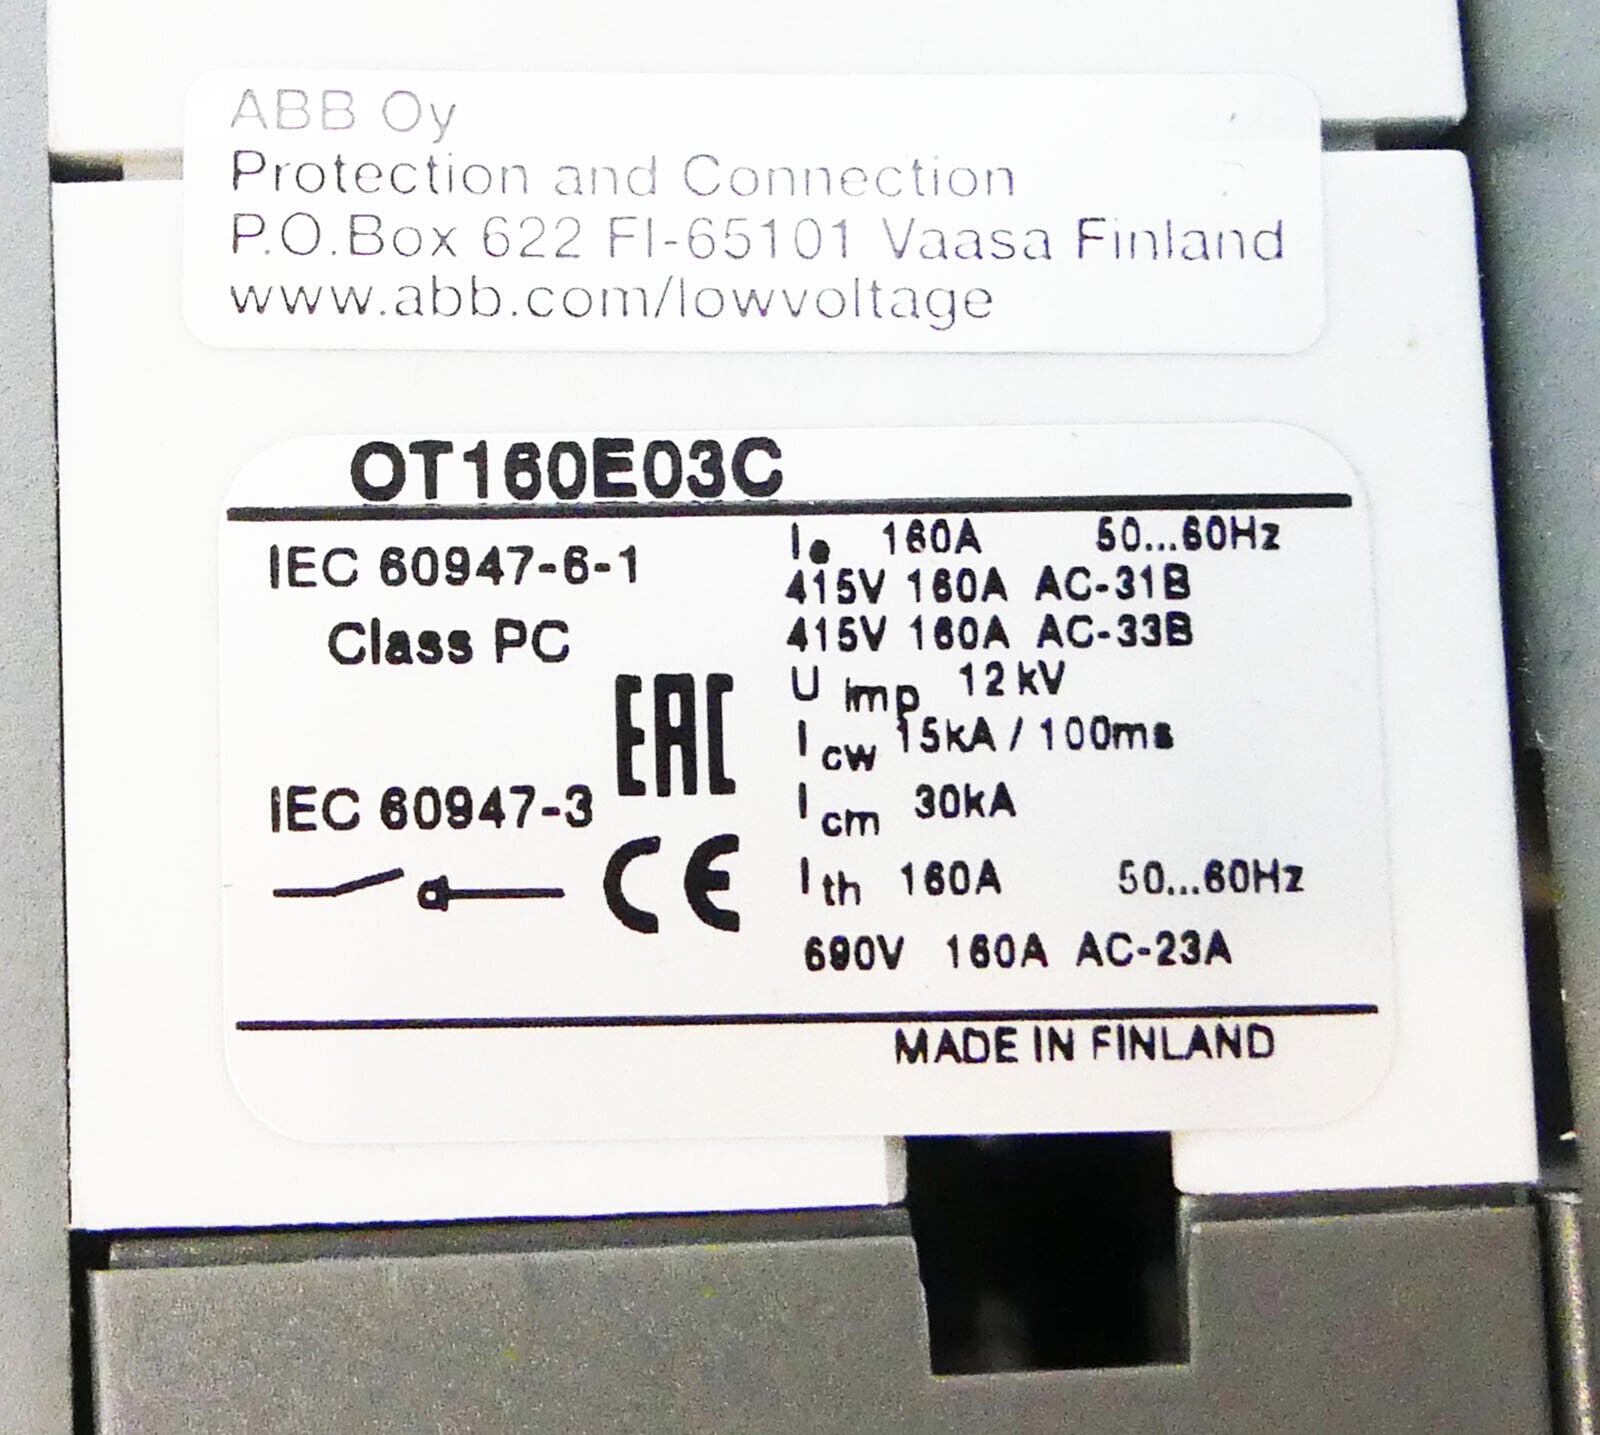 ABB Oy
Protection and Connection
P.O.Box 622 FI-65101 Vaasa Finland
www.abb.com/lowvoltage
OT160E03C
IEC 60947-6-1
Class PC
EAC
IEC 60947-3
CE
Ie 160A 50...60Hz
415V 160A AC-31B
415V 160A AC-33B
U imp 12kV
I cw 15kA / 100ms
I cm 30kA
I th 160A 50...60Hz
690V 160A AC-23A
MADE IN FINLAND